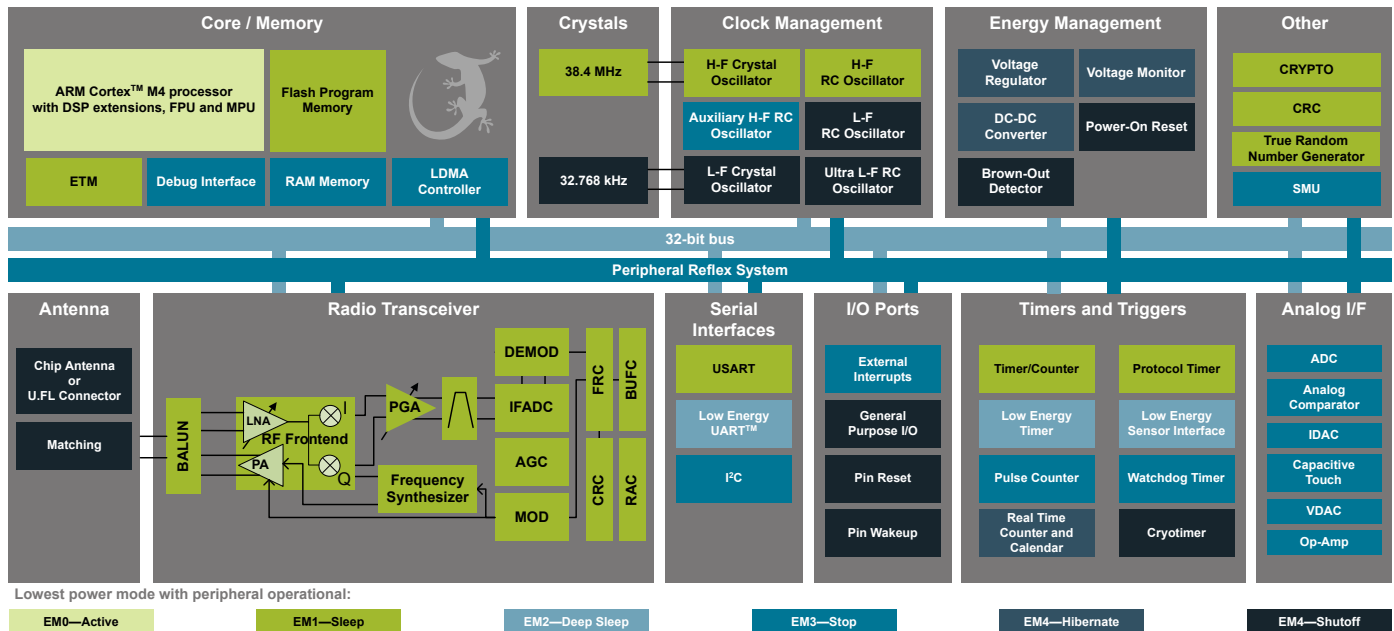 Core / Memory
ARM Cortex™ M4 processor
with DSP extensions, FPU and MPU
Flash Program
Memory
ETM
Debug Interface
RAM Memory
LDMA
Controller
Crystals
38.4 MHz
32.768 kHz
Clock Management
H-F Crystal
Oscillator
H-F
RC Oscillator
Auxiliary H-F RC
Oscillator
L-F
RC Oscillator
L-F Crystal
Oscillator
Ultra L-F RC
Oscillator
Energy Management
Voltage
Regulator
Voltage Monitor
DC-DC
Converter
Power-On Reset
Brown-Out
Detector
Other
CRYPTO
CRC
True Random
Number Generator
SMU
32-bit bus
Peripheral Reflex System
Antenna
Chip Antenna
or
U.FL Connector
Matching
Radio Transceiver
BALUN
LNA
RF Frontend
PA
I
Q
PGA
Frequency
Synthesizer
DEMOD
IFADC
AGC
MOD
FRC
BUFC
CRC
RAC
Serial
Interfaces
USART
Low Energy
UART™
I²C
I/O Ports
External
Interrupts
General
Purpose I/O
Pin Reset
Pin Wakeup
Timers and Triggers
Timer/Counter
Protocol Timer
Low Energy
Timer
Low Energy
Sensor Interface
Pulse Counter
Watchdog Timer
Real Time
Counter and
Calendar
Cryotimer
Analog I/F
ADC
Analog
Comparator
IDAC
Capacitive
Touch
VDAC
Op-Amp
Lowest power mode with peripheral operational:
EM0—Active
EM1—Sleep
EM2—Deep Sleep
EM3—Stop
EM4—Hibernate
EM4—Shutoff